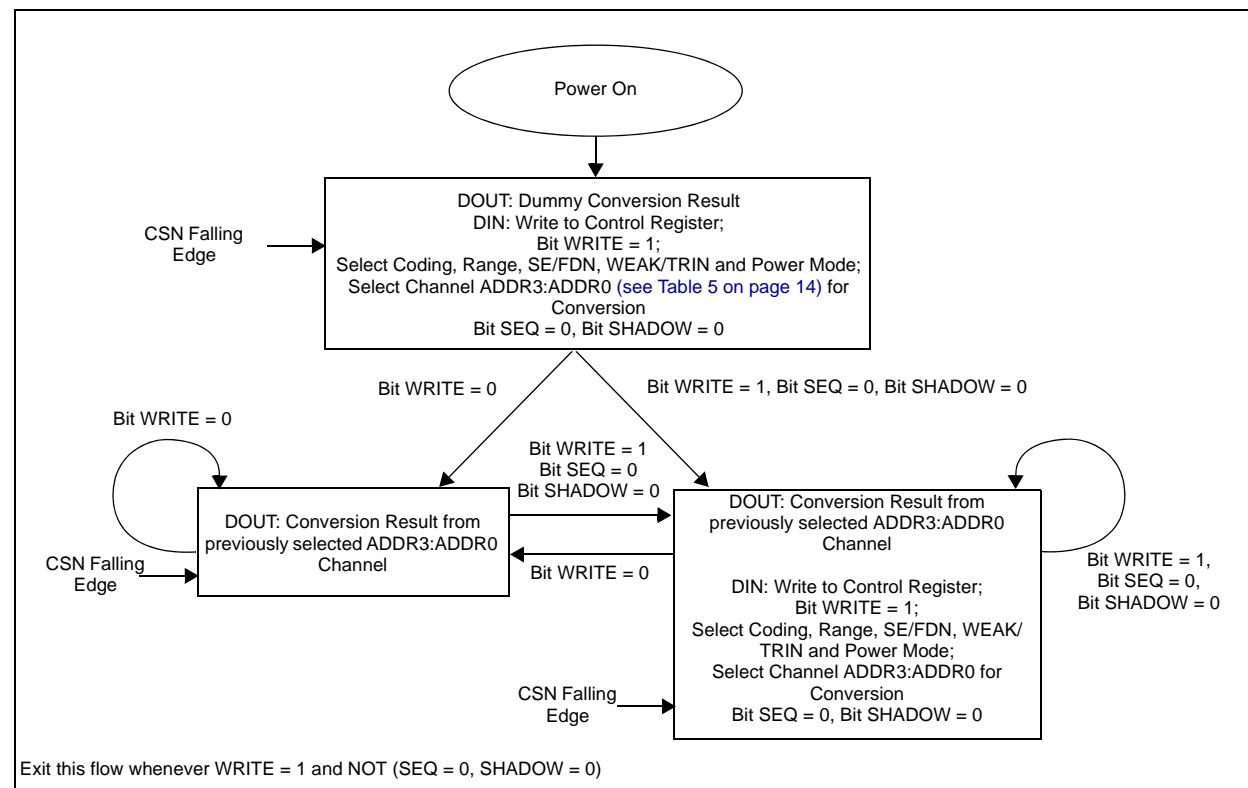 Power On
DOUT: Dummy Conversion Result
DIN: Write to Control Register;
Bit WRITE = 1;
Select Coding, Range, SE/FDN, WEAK/TRIN and Power Mode;
Select Channel ADDR3:ADDR0 (see Table 5 on page 14) for
Conversion
Bit SEQ = 0, Bit SHADOW = 0
CSN Falling
Edge
Bit WRITE = 0
Bit WRITE = 1, Bit SEQ = 0, Bit SHADOW = 0
Bit WRITE = 0
Bit WRITE = 1
Bit SEQ = 0
Bit SHADOW = 0
DOUT: Conversion Result from
previously selected ADDR3:ADDR0
Channel
CSN Falling
Edge
Bit WRITE = 0
DOUT: Conversion Result from
previously selected ADDR3:ADDR0
Channel
DIN: Write to Control Register;
Bit WRITE = 1;
Select Coding, Range, SE/FDN, WEAK/
TRIN and Power Mode;
Select Channel ADDR3:ADDR0 for
Conversion
Bit SEQ = 0, Bit SHADOW = 0
Bit WRITE = 1,
Bit SEQ = 0,
Bit SHADOW = 0
CSN Falling
Edge
Exit this flow whenever WRITE = 1 and NOT (SEQ = 0, SHADOW = 0)